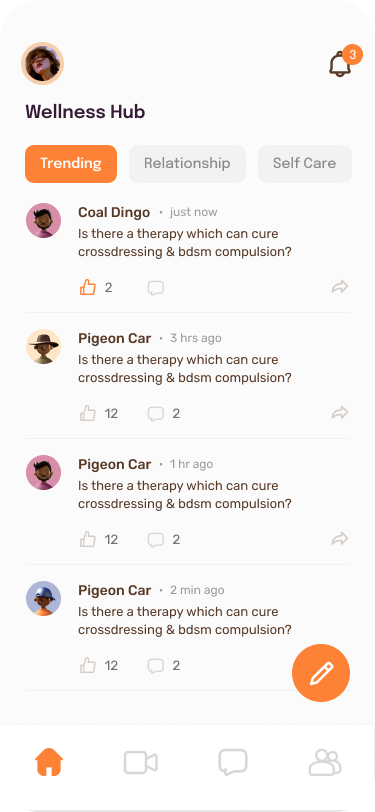 3
Wellness Hub
Trending Relationship Self Care
Coal Dingo • just now
Is there a therapy which can cure
crossdressing & bdsm compulsion?
2
Pigeon Car • 3 hrs ago
Is there a therapy which can cure
crossdressing & bdsm compulsion?
12 2
Pigeon Car • 1 hr ago
Is there a therapy which can cure
crossdressing & bdsm compulsion?
12 2
Pigeon Car • 2 min ago
Is there a therapy which can cure
crossdressing & bdsm compulsion?
12 2